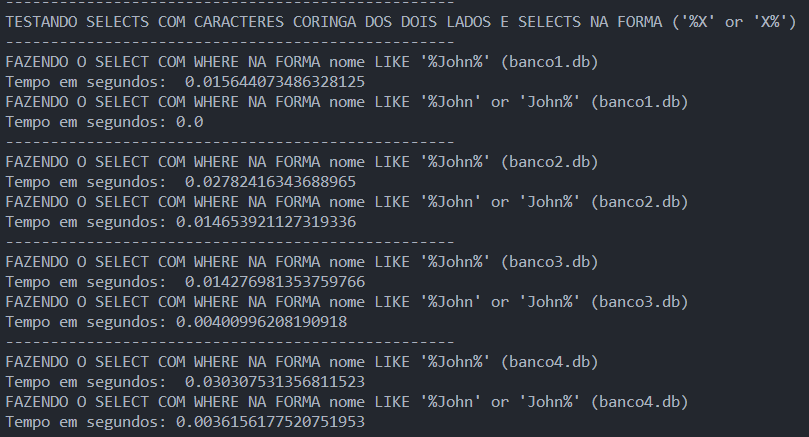 --------------------------------------------------
TESTANDO SELECTS COM CARACTERES CORINGA DOS DOIS LADOS E SELECTS NA FORMA ('%X' or 'X%')
--------------------------------------------------
FAZENDO O SELECT COM WHERE NA FORMA nome LIKE '%John%' (banco1.db)
Tempo em segundos:  0.015644073486328125
FAZENDO O SELECT COM WHERE NA FORMA nome LIKE '%John' or 'John%' (banco1.db)
Tempo em segundos: 0.0
--------------------------------------------------
FAZENDO O SELECT COM WHERE NA FORMA nome LIKE '%John%' (banco2.db)
Tempo em segundos:  0.02782416343688965
FAZENDO O SELECT COM WHERE NA FORMA nome LIKE '%John' or 'John%' (banco2.db)
Tempo em segundos: 0.014653921127319336
--------------------------------------------------
FAZENDO O SELECT COM WHERE NA FORMA nome LIKE '%John%' (banco3.db)
Tempo em segundos:  0.014276981353759766
FAZENDO O SELECT COM WHERE NA FORMA nome LIKE '%John' or 'John%' (banco3.db)
Tempo em segundos: 0.00400996208190918
--------------------------------------------------
FAZENDO O SELECT COM WHERE NA FORMA nome LIKE '%John%' (banco4.db)
Tempo em segundos:  0.030307531356811523
FAZENDO O SELECT COM WHERE NA FORMA nome LIKE '%John' or 'John%' (banco4.db)
Tempo em segundos: 0.0036156177520751953